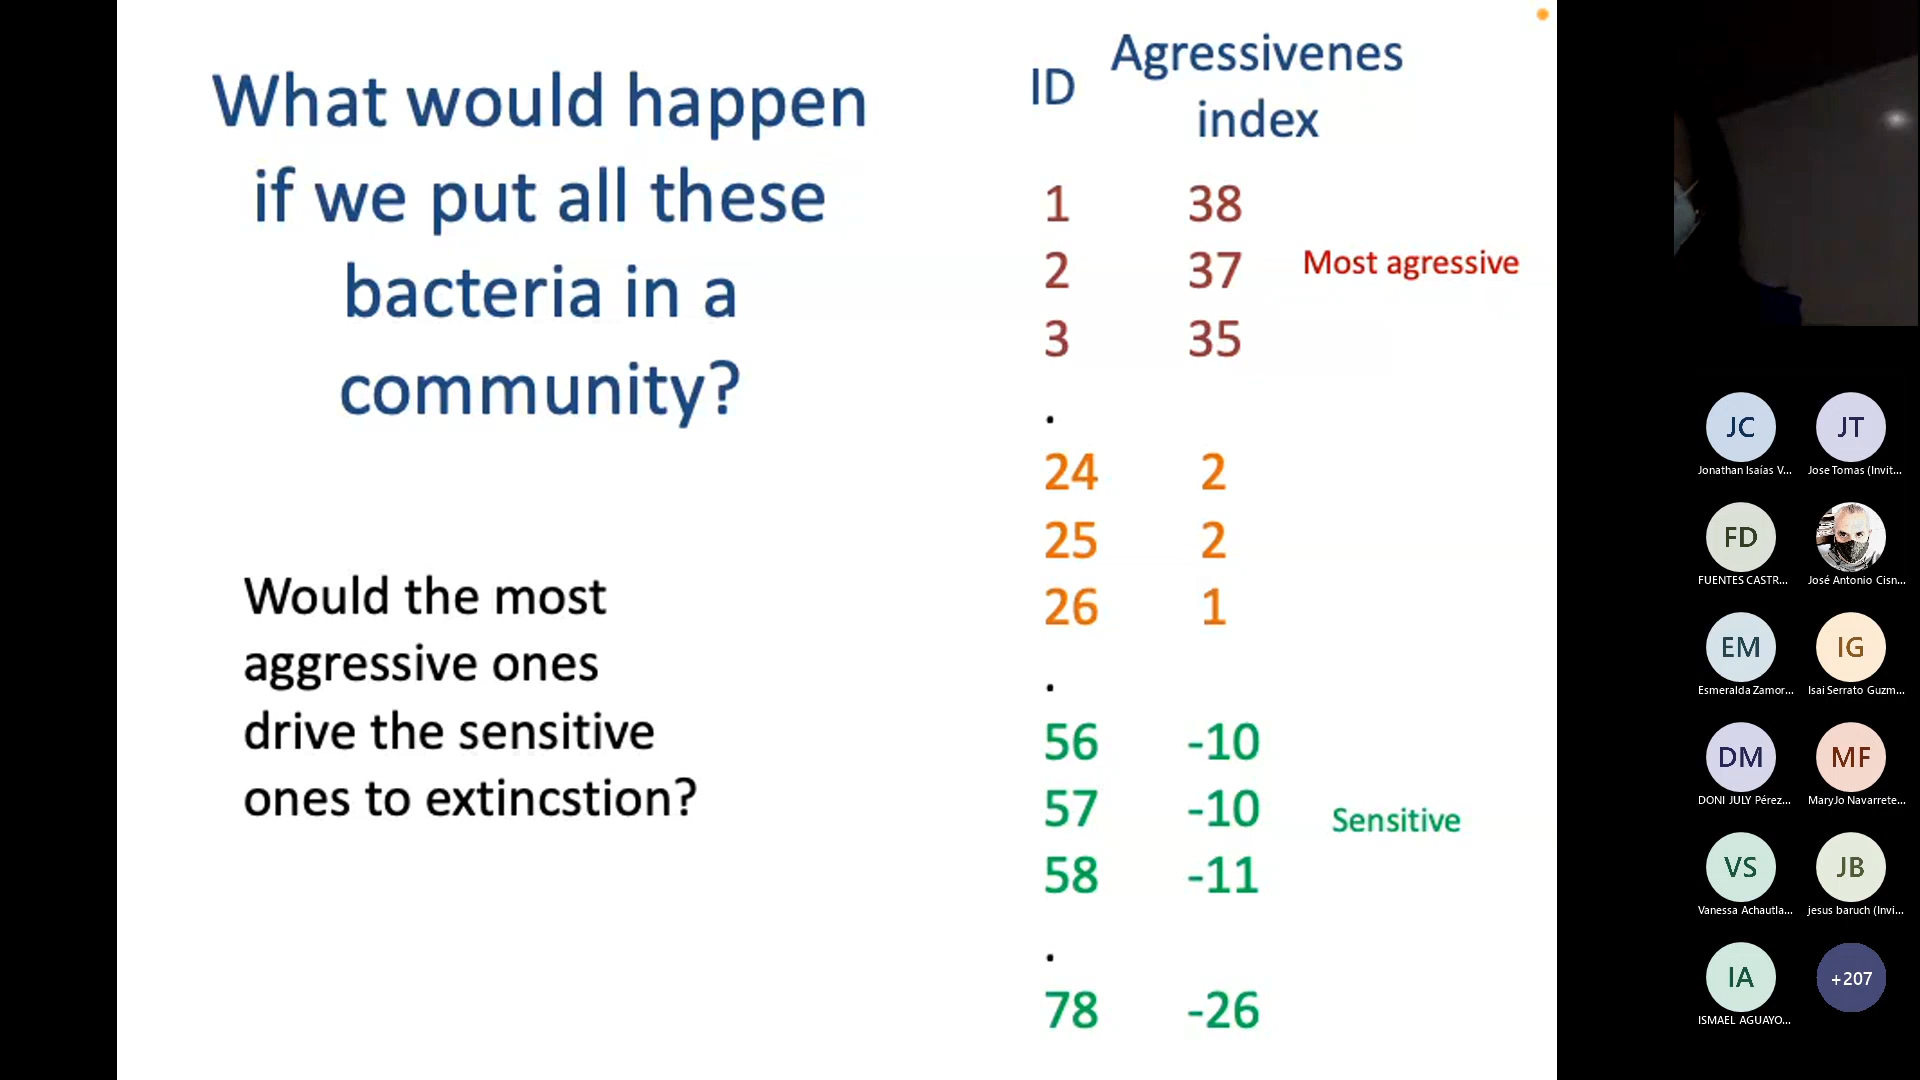 What would happen
if we put all these
bacteria in a
community?
Would the most
aggressive ones
drive the sensitive
ones to extincstion?
ID Agressivenes
index
1 38
2 37 Most agressive
3 35
.
24 2
25 2
26 1
.
56 -10
57 -10 Sensitive
58 -11
.
78 -26
JC JT
Jonathan Isaías V... Jose Tomas (Invit...
FD
FUENTES CASTR... José Antonio Cisn...
EM IG
Esmeralda Zamor... Isai Serrato Guzm...
DM MF
DONI JULY Pérez... MaryJo Navarrete...
VS JB
Vanessa Achautla... jesus baruch (Invi...
IA +207
ISMAEL AGUAYO...